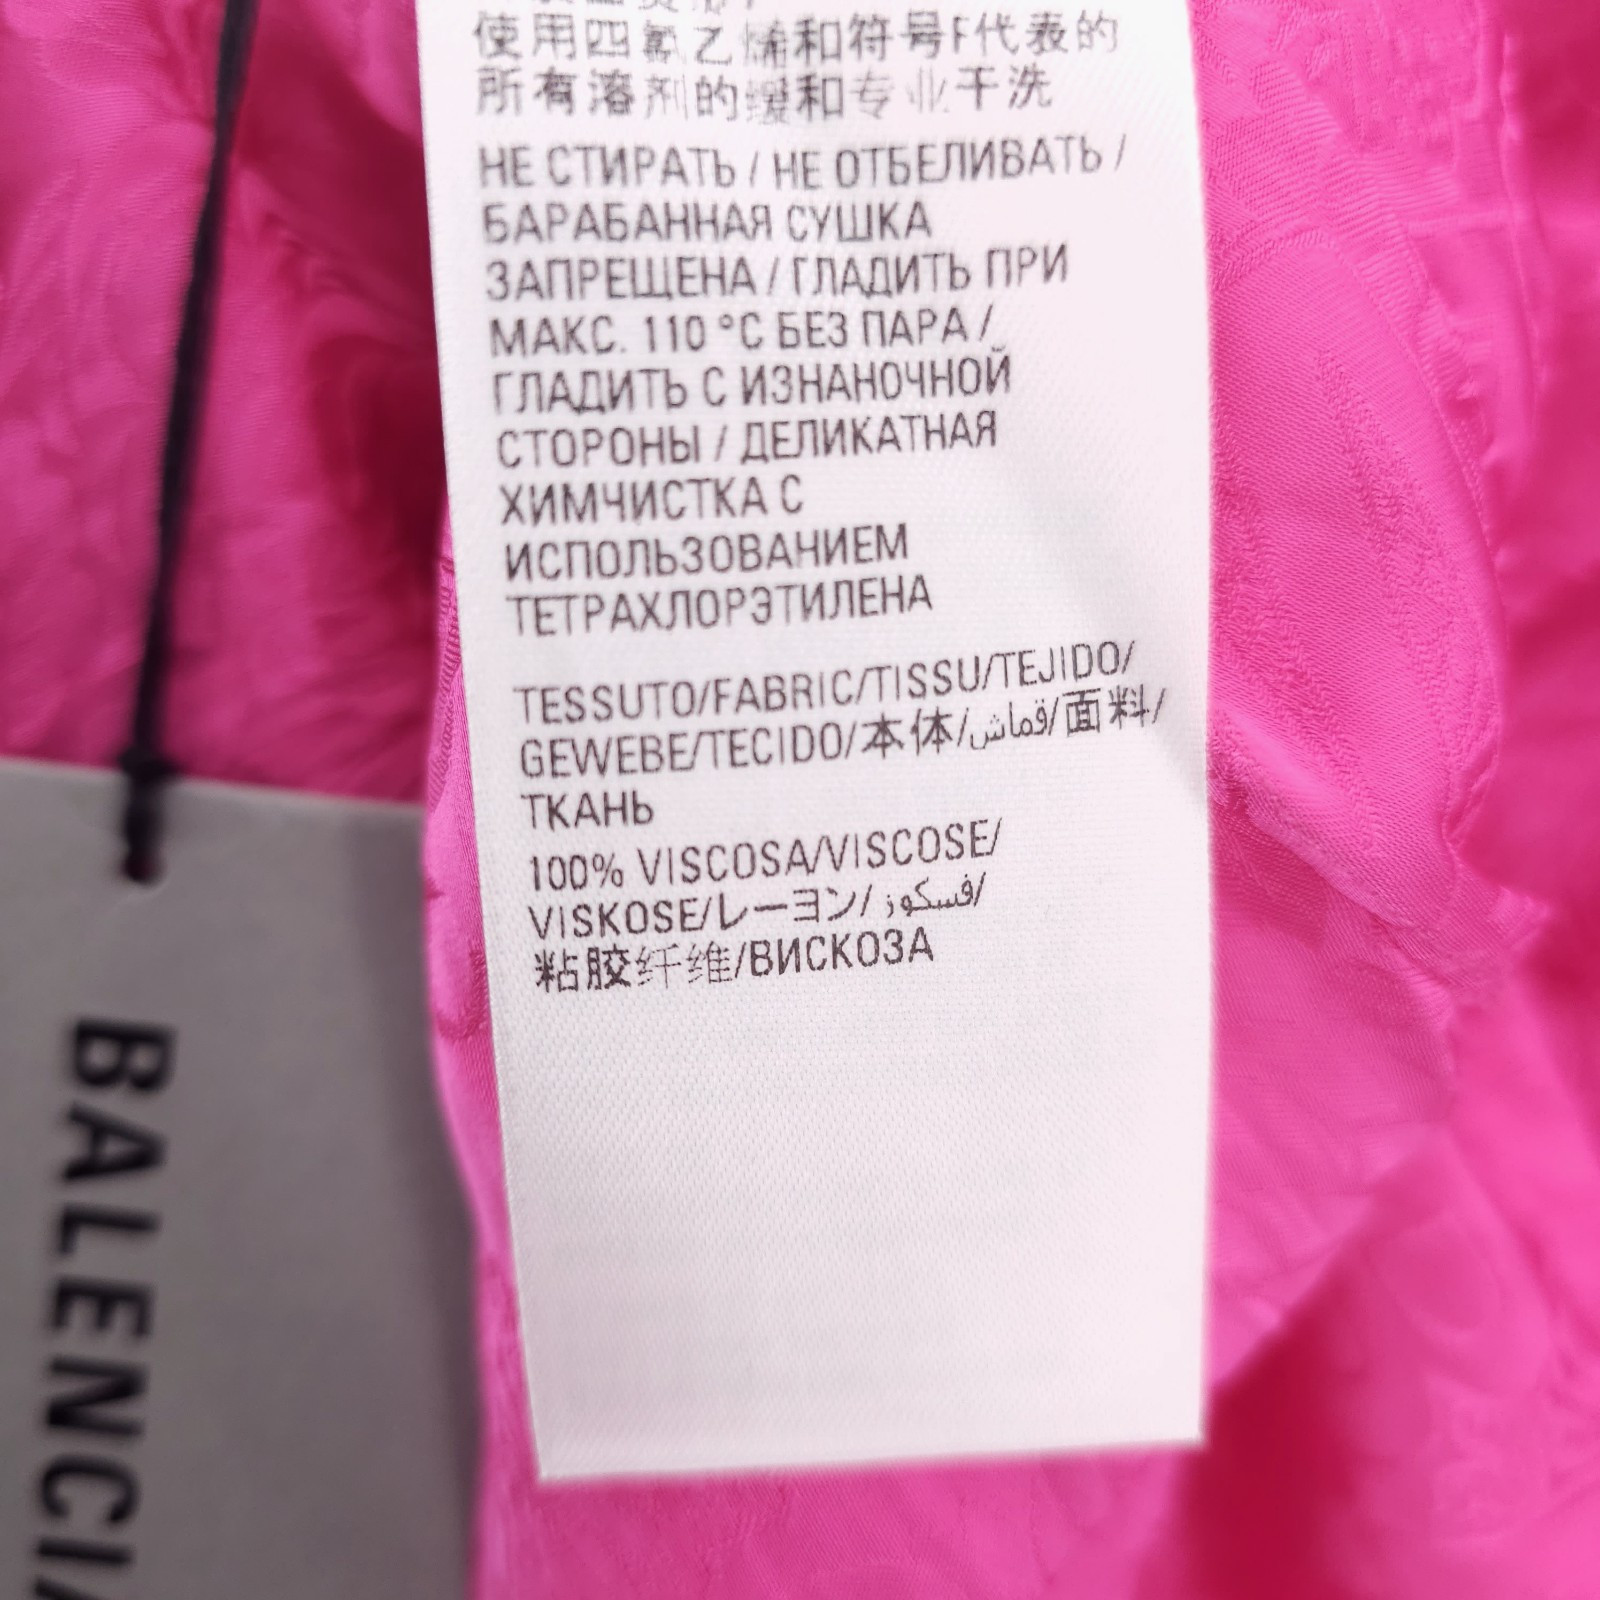 使用四氯乙烯和符号F代表的
所有溶剂的缓和专业干洗
НЕ СТИРАТЬ / НЕ ОТБЕЛИВАТЬ /
БАРАБАННАЯ СУШКА
ЗАПРЕЩЕНА / ГЛАДИТЬ ПРИ
МАКС. 110 °C БЕЗ ПАРА /
ГЛАДИТЬ С ИЗНАНОЧНОЙ
СТОРОНЫ / ДЕЛИКАТНАЯ
ХИМЧИСТКА С
ИСПОЛЬЗОВАНИЕМ
ТЕТРАХЛОРЭТИЛЕНА
TESSUTO/FABRIC/TISSU/TEJIDO/
GEWEBE/TECIDO/本体/قماش/面料/
ТКАНЬ
100% VISCOSA/VISCOSE/
VISKOSE/レーヨン/فسكوز/
粘胶纤维/ВИСКОЗА
BALENCI